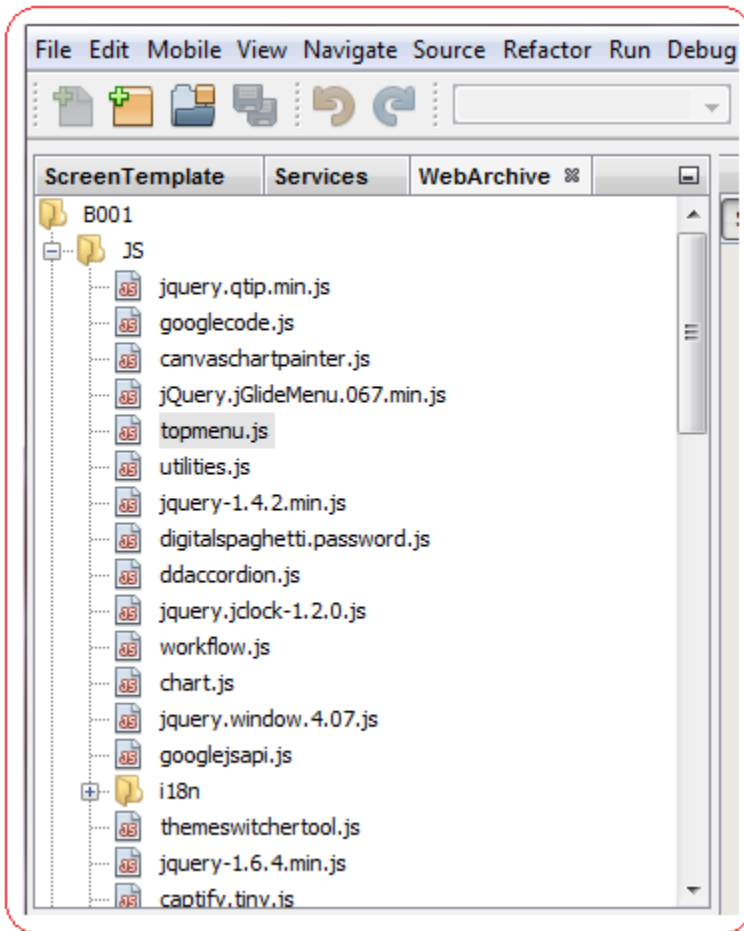 File Edit Mobile View Navigate Source Refactor Run Debug
ScreenTemplate Services WebArchive
B001
JS
jquery.qtip.min.js
googlecode.js
canvaschartpainter.js
jQuery.jGlideMenu.067.min.js
topmenu.js
utilities.js
jquery-1.4.2.min.js
digitalspaghetti.password.js
ddaccordion.js
jquery.jclock-1.2.0.js
workflow.js
chart.js
jquery.window.4.07.js
googlejsapi.js
i18n
themeswitchertool.js
jquery-1.6.4.min.js
captify.tiny.js